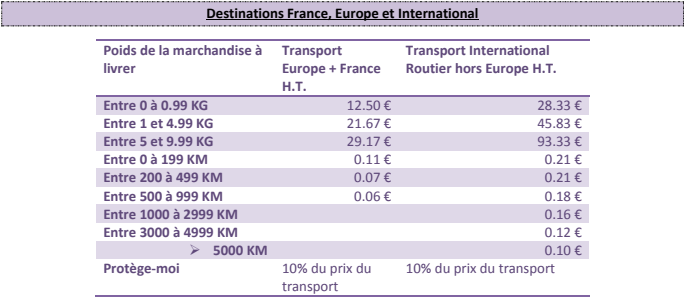 Destinations France, Europe et International
Poids de la marchandise à livrer Transport Europe + France H.T. Transport International Routier hors Europe H.T.
Entre 0 à 0.99 KG 12.50 € 28.33 €
Entre 1 et 4.99 KG 21.67 € 45.83 €
Entre 5 et 9.99 KG 29.17 € 93.33 €
Entre 0 à 199 KM 0.11 € 0.21 €
Entre 200 à 499 KM 0.07 € 0.21 €
Entre 500 à 999 KM 0.06 € 0.18 €
Entre 1000 à 2999 KM 0.16 €
Entre 3000 à 4999 KM 0.12 €
➢ 5000 KM 0.10 €
Protège-moi 10% du prix du transport 10% du prix du transport